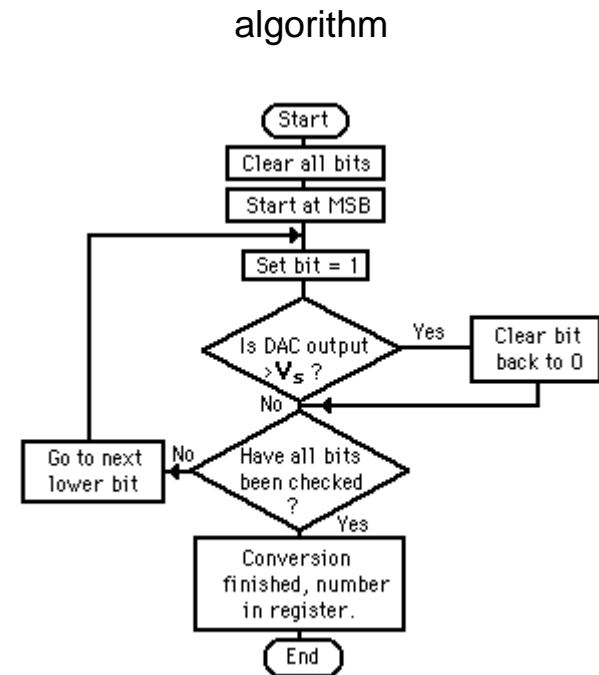 algorithm
Start
Clear all bits
Start at MSB
Set bit = 1
Is DAC output
>Vs ?
Yes
Clear bit
back to 0
No
Have all bits
been checked
?
No
Go to next
lower bit
Yes
Conversion
finished, number
in register.
End